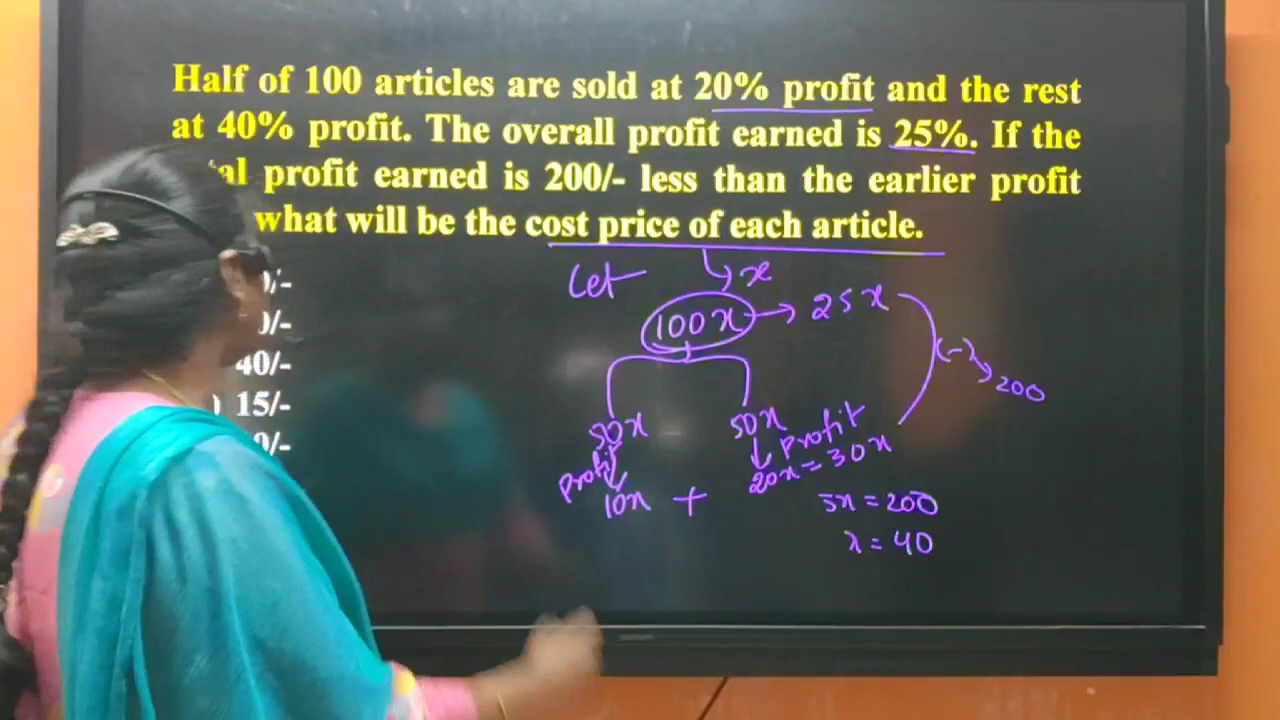 Half of 100 articles are sold at 20% profit and the rest
at 40% profit. The overall profit earned is 25%. If the
profit earned is 200/- less than the earlier profit
what will be the cost price of each article.
Let
x
100x → 25x
(-) → 200
40/-
15/-
50x 50x
Profit Profit
10x + 20x = 30x
5x = 200
x = 40